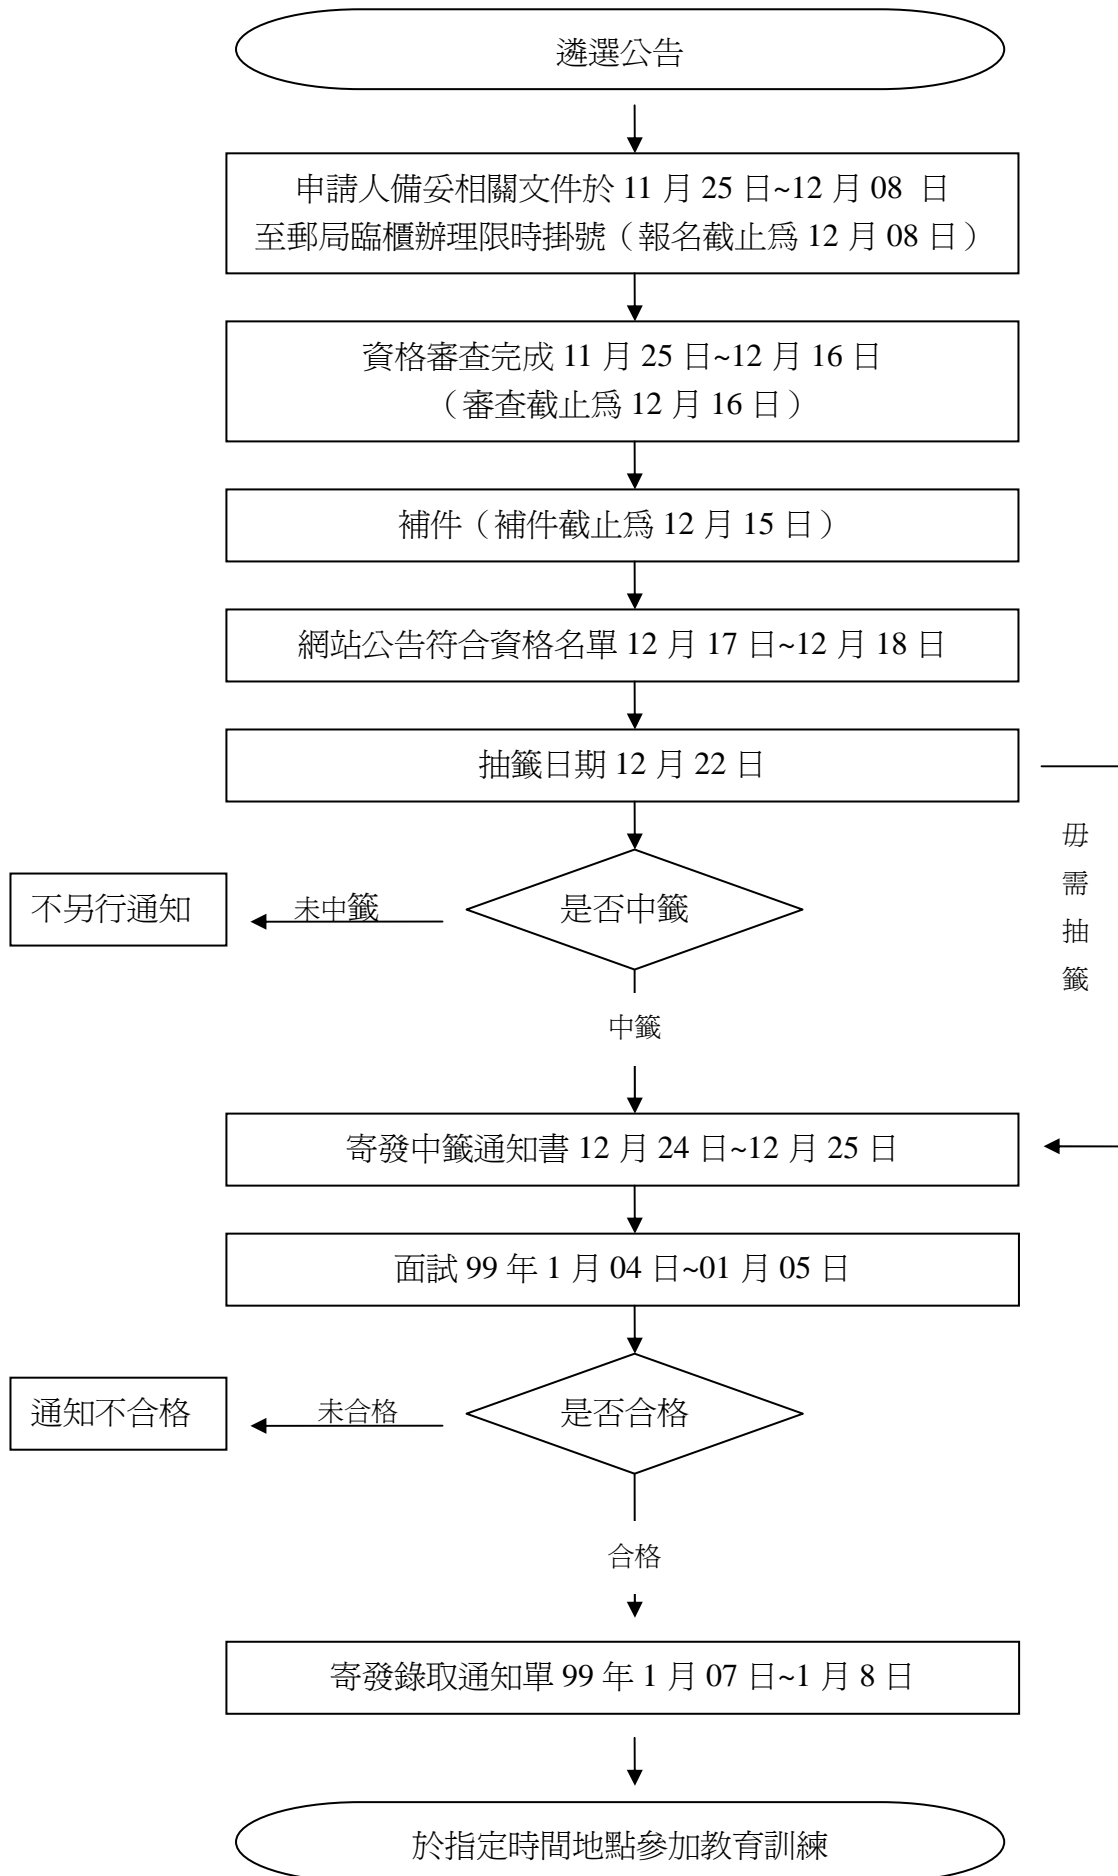 遴選公告
申請人備妥相關文件於 11 月 25 日~12 月 08 日
至郵局臨櫃辦理限時掛號（報名截止為 12 月 08 日）
資格審查完成 11 月 25 日~12 月 16 日
（審查截止為 12 月 16 日）
補件（補件截止為 12 月 15 日）
網站公告符合資格名單 12 月 17 日~12 月 18 日
抽籤日期 12 月 22 日
毋需抽籤
是否中籤
未中籤
不另行通知
中籤
寄發中籤通知書 12 月 24 日~12 月 25 日
面試 99 年 1 月 04 日~01 月 05 日
是否合格
未合格
通知不合格
合格
寄發錄取通知單 99 年 1 月 07 日~1 月 8 日
於指定時間地點參加教育訓練